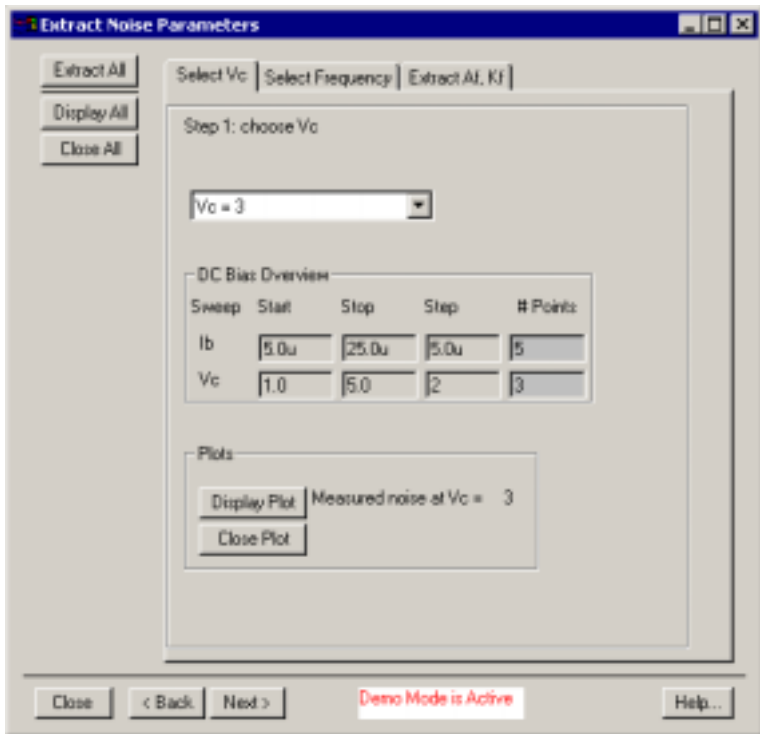 Extract Noise Parameters
Extract All
Display All
Close All
Select Vc Select Frequency Extract Af, Kf
Step 1: choose Vc
Vc = 3
DC Bias Overview
Sweep Start Stop Step # Points
Ib 5.0u 25.0u 5.0u 5
Vc 1.0 5.0 2 3
Plots
Display Plot Measured noise at Vc = 3
Close Plot
Close < Back Next > Demo Mode is Active Help...